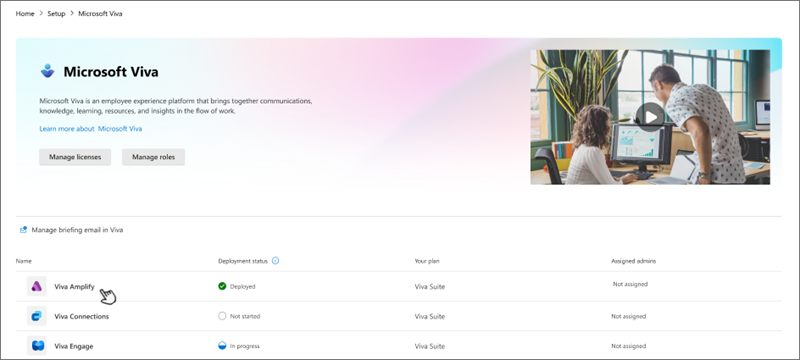 Home > Setup > Microsoft Viva
Microsoft Viva
Microsoft Viva is an employee experience platform that brings together communications,
knowledge, learning, resources, and insights in the flow of work.
Learn more about Microsoft Viva
Manage licenses Manage roles
Manage briefing email in Viva
Name Deployment status Your plan Assigned admins
Viva Amplify Deployed Viva Suite Not assigned
Viva Connections Not started Viva Suite Not assigned
Viva Engage In progress Viva Suite Not assigned